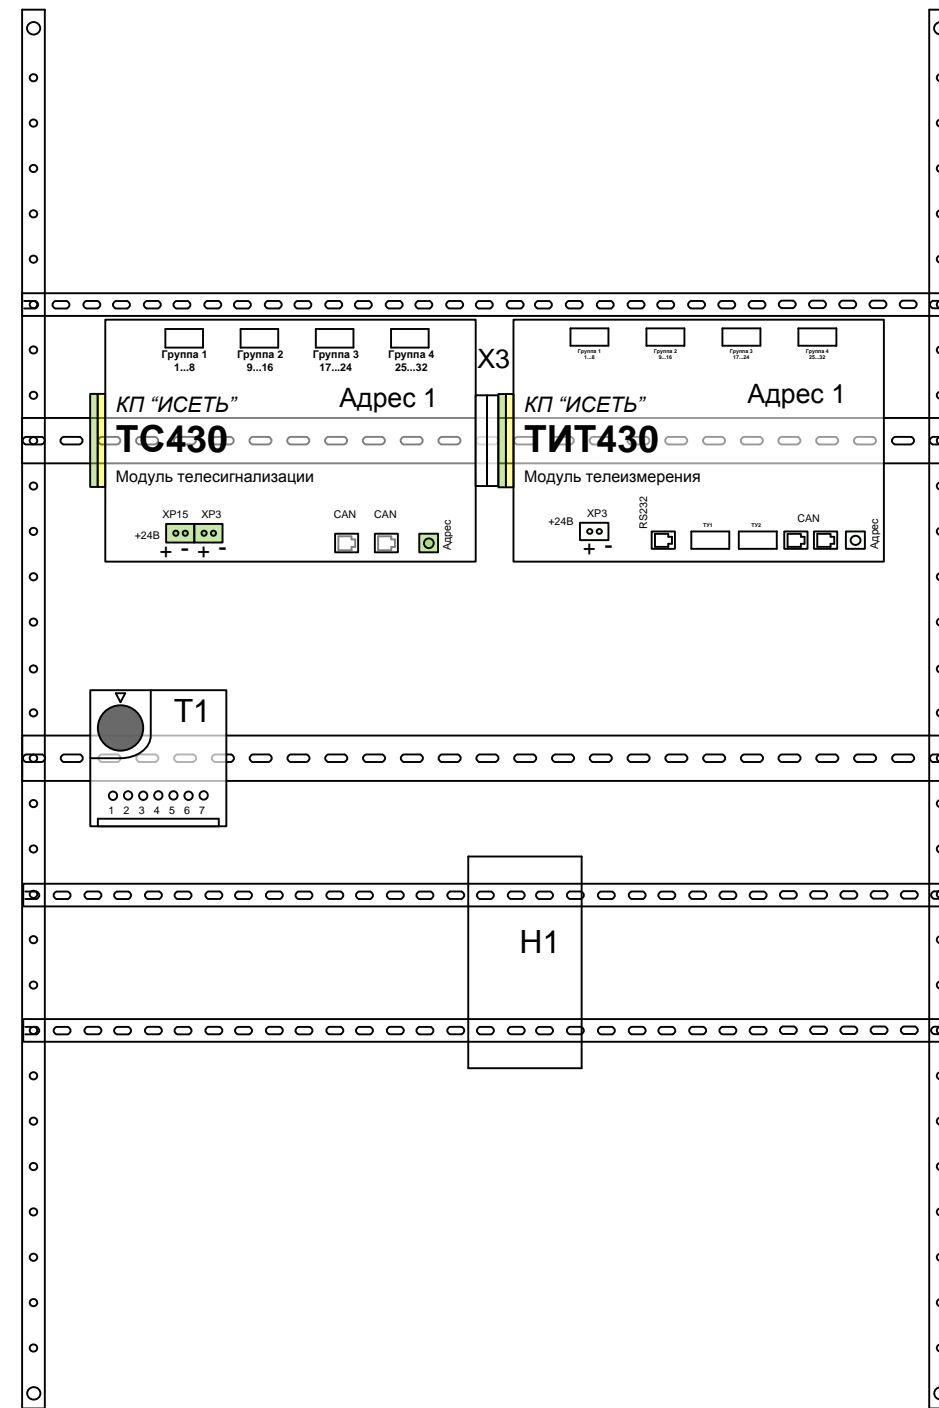 Группа 1
1...8
Группа 2
9...16
Группа 3
17...24
Группа 4
25...32
Адрес 1
КП “ИСЕТЬ”
ТС430
Модуль телесигнализации
XP15 XP3
+24В
+ - + -
CAN CAN
Адрес
X3
Группа 1
1...8
Группа 2
9...16
Группа 3
17...24
Группа 4
25...32
Адрес 1
КП “ИСЕТЬ”
ТИТ430
Модуль телеизмерения
XP3
+24В
+ -
RS232
ТУ1
ТУ2
CAN
Адрес
T1
1 2 3 4 5 6 7
H1